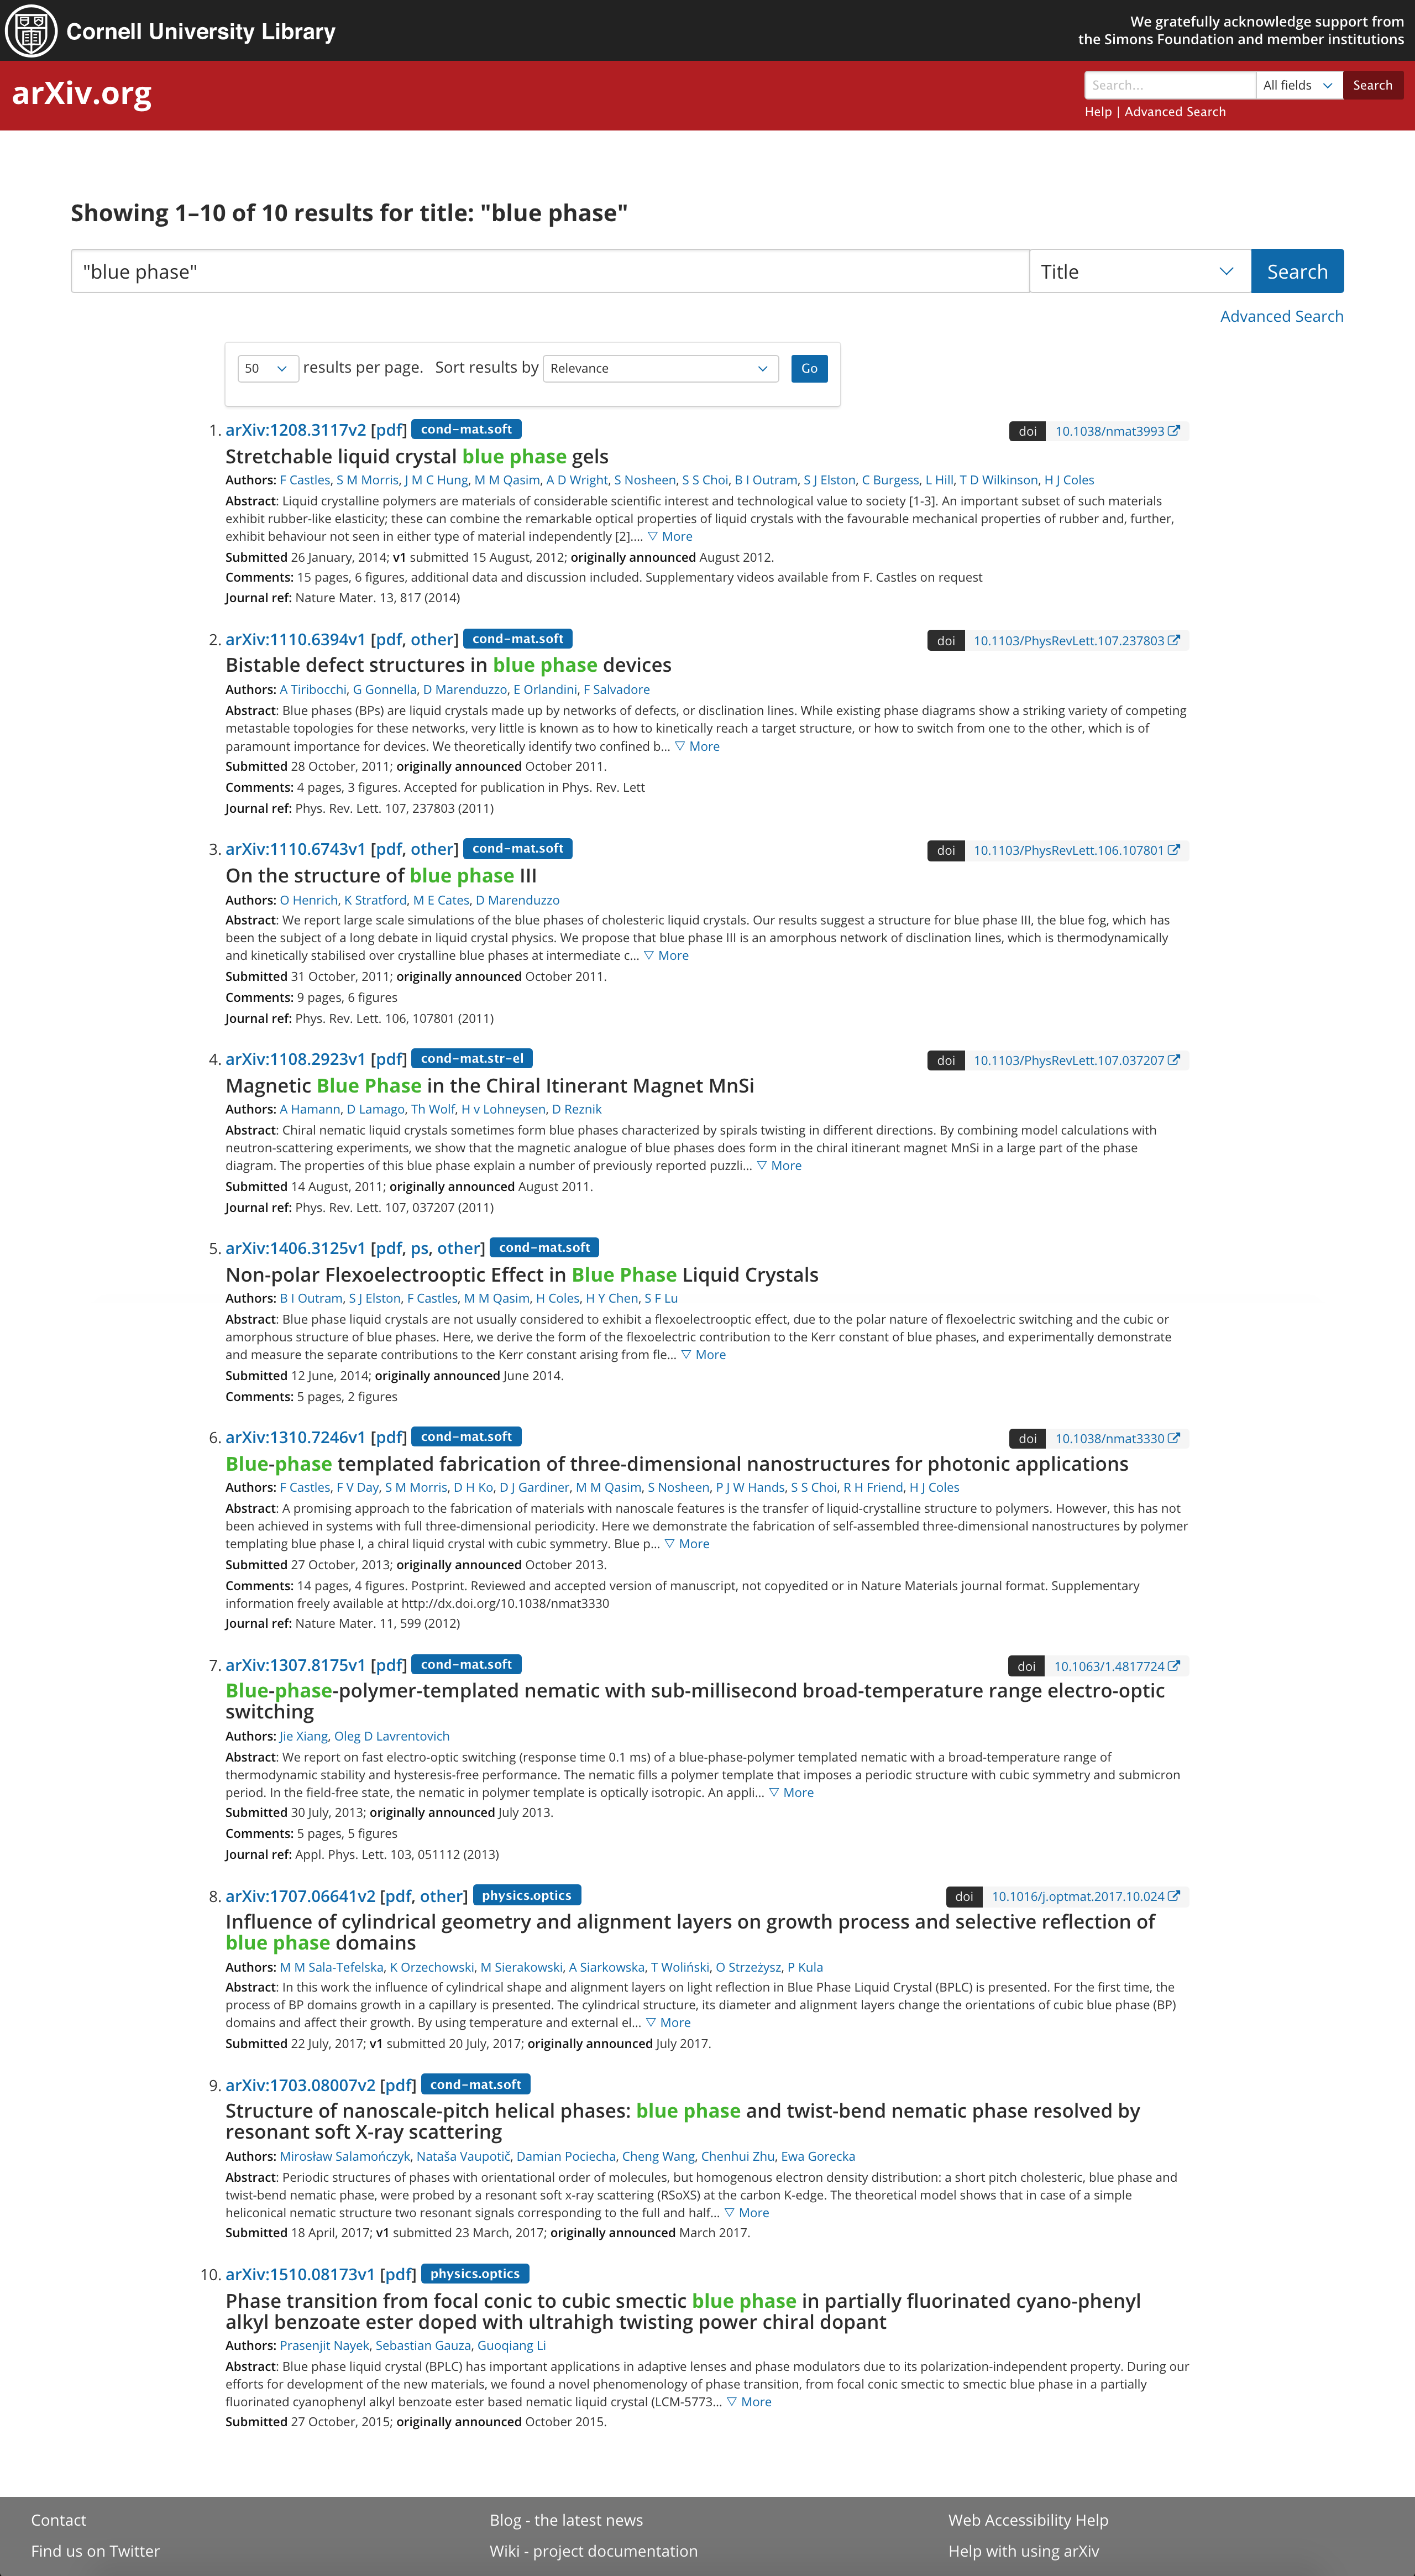 Cornell University Library
We gratefully acknowledge support from
the Simons Foundation and member institutions
arXiv.org
Search...
All fields
Search
Help | Advanced Search
Showing 1–10 of 10 results for title: "blue phase"
"blue phase"
Title
Search
Advanced Search
50 results per page. Sort results by Relevance Go
1. arXiv:1208.3117v2 [pdf] cond-mat.soft
doi 10.1038/nmat3993
Stretchable liquid crystal blue phase gels
Authors: F Castles, S M Morris, J M C Hung, M M Qasim, A D Wright, S Nosheen, S S Choi, B I Outram, S J Elston, C Burgess, L Hill, T D Wilkinson, H J Coles
Abstract: Liquid crystalline polymers are materials of considerable scientific interest and technological value to society [1-3]. An important subset of such materials
exhibit rubber-like elasticity; these can combine the remarkable optical properties of liquid crystals with the favourable mechanical properties of rubber and, further,
exhibit behaviour not seen in either type of material independently [2].... ▽ More
Submitted 26 January, 2014; v1 submitted 15 August, 2012; originally announced August 2012.
Comments: 15 pages, 6 figures, additional data and discussion included. Supplementary videos available from F. Castles on request
Journal ref: Nature Mater. 13, 817 (2014)
2. arXiv:1110.6394v1 [pdf, other] cond-mat.soft
doi 10.1103/PhysRevLett.107.237803
Bistable defect structures in blue phase devices
Authors: A Tiribocchi, G Gonnella, D Marenduzzo, E Orlandini, F Salvadore
Abstract: Blue phases (BPs) are liquid crystals made up by networks of defects, or disclination lines. While existing phase diagrams show a striking variety of competing
metastable topologies for these networks, very little is known as to how to kinetically reach a target structure, or how to switch from one to the other, which is of
paramount importance for devices. We theoretically identify two confined b... ▽ More
Submitted 28 October, 2011; originally announced October 2011.
Comments: 4 pages, 3 figures. Accepted for publication in Phys. Rev. Lett
Journal ref: Phys. Rev. Lett. 107, 237803 (2011)
3. arXiv:1110.6743v1 [pdf, other] cond-mat.soft
doi 10.1103/PhysRevLett.106.107801
On the structure of blue phase III
Authors: O Henrich, K Stratford, M E Cates, D Marenduzzo
Abstract: We report large scale simulations of the blue phases of cholesteric liquid crystals. Our results suggest a structure for blue phase III, the blue fog, which has
been the subject of a long debate in liquid crystal physics. We propose that blue phase III is an amorphous network of disclination lines, which is thermodynamically
and kinetically stabilised over crystalline blue phases at intermediate c... ▽ More
Submitted 31 October, 2011; originally announced October 2011.
Comments: 9 pages, 6 figures
Journal ref: Phys. Rev. Lett. 106, 107801 (2011)
4. arXiv:1108.2923v1 [pdf] cond-mat.str-el
doi 10.1103/PhysRevLett.107.037207
Magnetic Blue Phase in the Chiral Itinerant Magnet MnSi
Authors: A Hamann, D Lamago, Th Wolf, H v Lohneysen, D Reznik
Abstract: Chiral nematic liquid crystals sometimes form blue phases characterized by spirals twisting in different directions. By combining model calculations with
neutron-scattering experiments, we show that the magnetic analogue of blue phases does form in the chiral itinerant magnet MnSi in a large part of the phase
diagram. The properties of this blue phase explain a number of previously reported puzzli... ▽ More
Submitted 14 August, 2011; originally announced August 2011.
Journal ref: Phys. Rev. Lett. 107, 037207 (2011)
5. arXiv:1406.3125v1 [pdf, ps, other] cond-mat.soft
Non-polar Flexoelectrooptic Effect in Blue Phase Liquid Crystals
Authors: B I Outram, S J Elston, F Castles, M M Qasim, H Coles, H Y Chen, S F Lu
Abstract: Blue phase liquid crystals are not usually considered to exhibit a flexoelectrooptic effect, due to the polar nature of flexoelectric switching and the cubic or
amorphous structure of blue phases. Here, we derive the form of the flexoelectric contribution to the Kerr constant of blue phases, and experimentally demonstrate
and measure the separate contributions to the Kerr constant arising from fle... ▽ More
Submitted 12 June, 2014; originally announced June 2014.
Comments: 5 pages, 2 figures
6. arXiv:1310.7246v1 [pdf] cond-mat.soft
doi 10.1038/nmat3330
Blue-phase templated fabrication of three-dimensional nanostructures for photonic applications
Authors: F Castles, F V Day, S M Morris, D H Ko, D J Gardiner, M M Qasim, S Nosheen, P J W Hands, S S Choi, R H Friend, H J Coles
Abstract: A promising approach to the fabrication of materials with nanoscale features is the transfer of liquid-crystalline structure to polymers. However, this has not
been achieved in systems with full three-dimensional periodicity. Here we demonstrate the fabrication of self-assembled three-dimensional nanostructures by polymer
templating blue phase I, a chiral liquid crystal with cubic symmetry. Blue p... ▽ More
Submitted 27 October, 2013; originally announced October 2013.
Comments: 14 pages, 4 figures. Postprint. Reviewed and accepted version of manuscript, not copyedited or in Nature Materials journal format. Supplementary
information freely available at http://dx.doi.org/10.1038/nmat3330
Journal ref: Nature Mater. 11, 599 (2012)
7. arXiv:1307.8175v1 [pdf] cond-mat.soft
doi 10.1063/1.4817724
Blue-phase-polymer-templated nematic with sub-millisecond broad-temperature range electro-optic
switching
Authors: Jie Xiang, Oleg D Lavrentovich
Abstract: We report on fast electro-optic switching (response time 0.1 ms) of a blue-phase-polymer templated nematic with a broad-temperature range of
thermodynamic stability and hysteresis-free performance. The nematic fills a polymer template that imposes a periodic structure with cubic symmetry and submicron
period. In the field-free state, the nematic in polymer template is optically isotropic. An appli... ▽ More
Submitted 30 July, 2013; originally announced July 2013.
Comments: 5 pages, 5 figures
Journal ref: Appl. Phys. Lett. 103, 051112 (2013)
8. arXiv:1707.06641v2 [pdf, other] physics.optics
doi 10.1016/j.optmat.2017.10.024
Influence of cylindrical geometry and alignment layers on growth process and selective reflection of
blue phase domains
Authors: M M Sala-Tefelska, K Orzechowski, M Sierakowski, A Siarkowska, T Woliński, O Strzeżysz, P Kula
Abstract: In this work the influence of cylindrical shape and alignment layers on light reflection in Blue Phase Liquid Crystal (BPLC) is presented. For the first time, the
process of BP domains growth in a capillary is presented. The cylindrical structure, its diameter and alignment layers change the orientations of cubic blue phase (BP)
domains and affect their growth. By using temperature and external el... ▽ More
Submitted 22 July, 2017; v1 submitted 20 July, 2017; originally announced July 2017.
9. arXiv:1703.08007v2 [pdf] cond-mat.soft
Structure of nanoscale-pitch helical phases: blue phase and twist-bend nematic phase resolved by
resonant soft X-ray scattering
Authors: Mirosław Salamończyk, Nataša Vaupotič, Damian Pociecha, Cheng Wang, Chenhui Zhu, Ewa Gorecka
Abstract: Periodic structures of phases with orientational order of molecules, but homogenous electron density distribution: a short pitch cholesteric, blue phase and
twist-bend nematic phase, were probed by a resonant soft x-ray scattering (RSoXS) at the carbon K-edge. The theoretical model shows that in case of a simple
heliconical nematic structure two resonant signals corresponding to the full and half... ▽ More
Submitted 18 April, 2017; v1 submitted 23 March, 2017; originally announced March 2017.
10. arXiv:1510.08173v1 [pdf] physics.optics
Phase transition from focal conic to cubic smectic blue phase in partially fluorinated cyano-phenyl
alkyl benzoate ester doped with ultrahigh twisting power chiral dopant
Authors: Prasenjit Nayek, Sebastian Gauza, Guoqiang Li
Abstract: Blue phase liquid crystal (BPLC) has important applications in adaptive lenses and phase modulators due to its polarization-independent property. During our
efforts for development of the new materials, we found a novel phenomenology of phase transition, from focal conic smectic to smectic blue phase in a partially
fluorinated cyanophenyl alkyl benzoate ester based nematic liquid crystal (LCM-5773... ▽ More
Submitted 27 October, 2015; originally announced October 2015.
Contact
Blog - the latest news
Web Accessibility Help
Find us on Twitter
Wiki - project documentation
Help with using arXiv